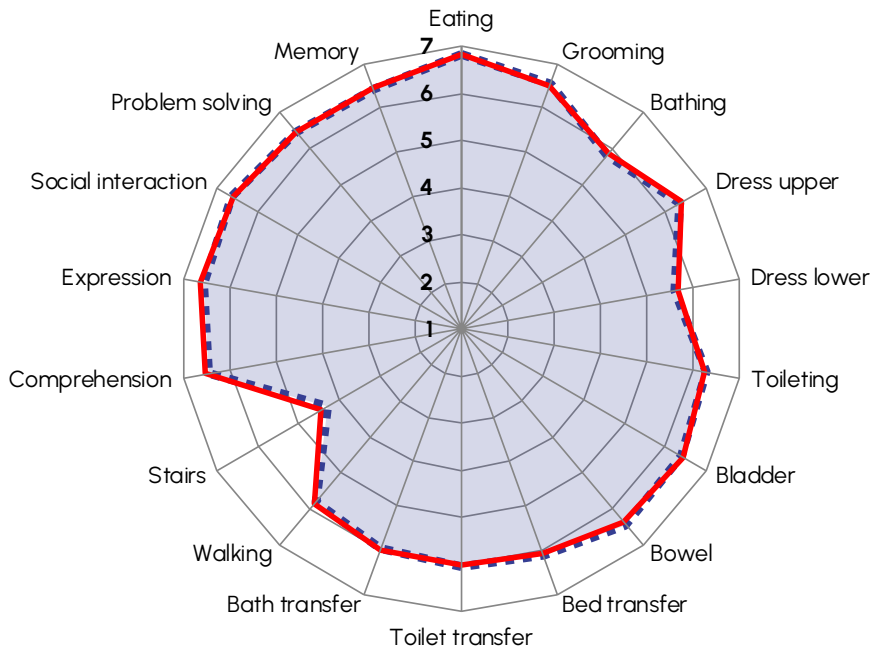 Eating
7
Memory
Grooming
Problem solving
6
Bathing
5
Social interaction
4
Dress upper
3
Expression
2
Dress lower
1
Comprehension
Toileting
Stairs
Bladder
Walking
Bowel
Bath transfer
Bed transfer
Toilet transfer